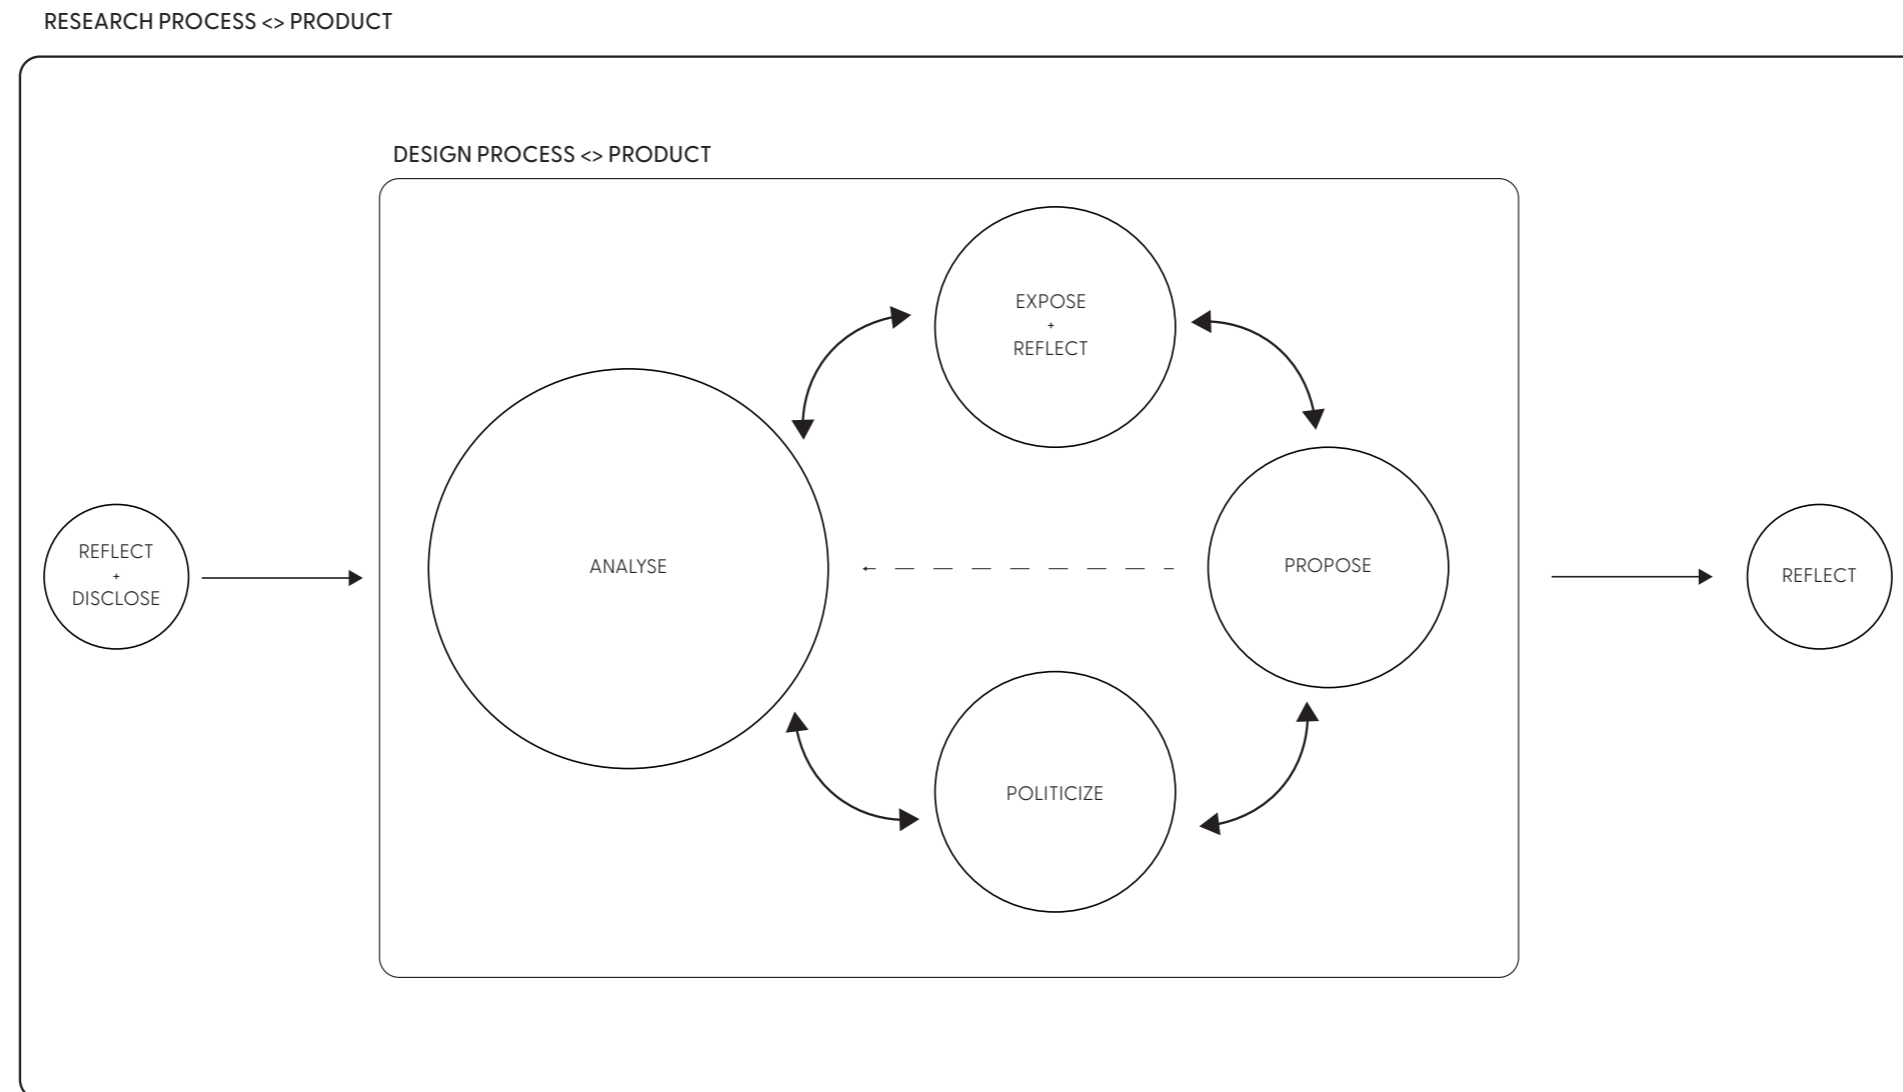 RESEARCH PROCESS <> PRODUCT
DESIGN PROCESS <> PRODUCT
EXPOSE
+
REFLECT
REFLECT
+
DISCLOSE
ANALYSE
PROPOSE
REFLECT
POLITICIZE